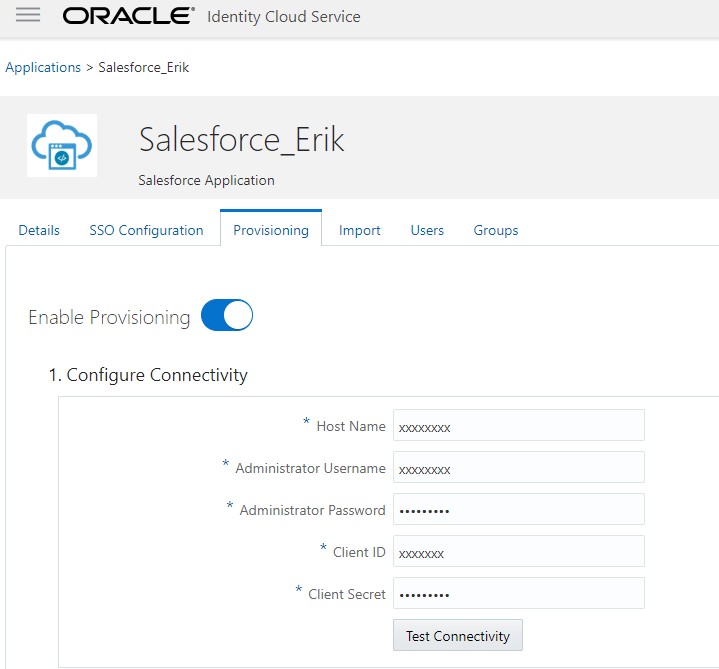 ORACLE® Identity Cloud Service
Applications > Salesforce_Erik
Salesforce_Erik
Salesforce Application
Details SSO Configuration Provisioning Import Users Groups
Enable Provisioning
1. Configure Connectivity
* Host Name xxxxxxxx
* Administrator Username xxxxxxxx
* Administrator Password •••••••••
* Client ID xxxxxxx
* Client Secret •••••••••
Test Connectivity